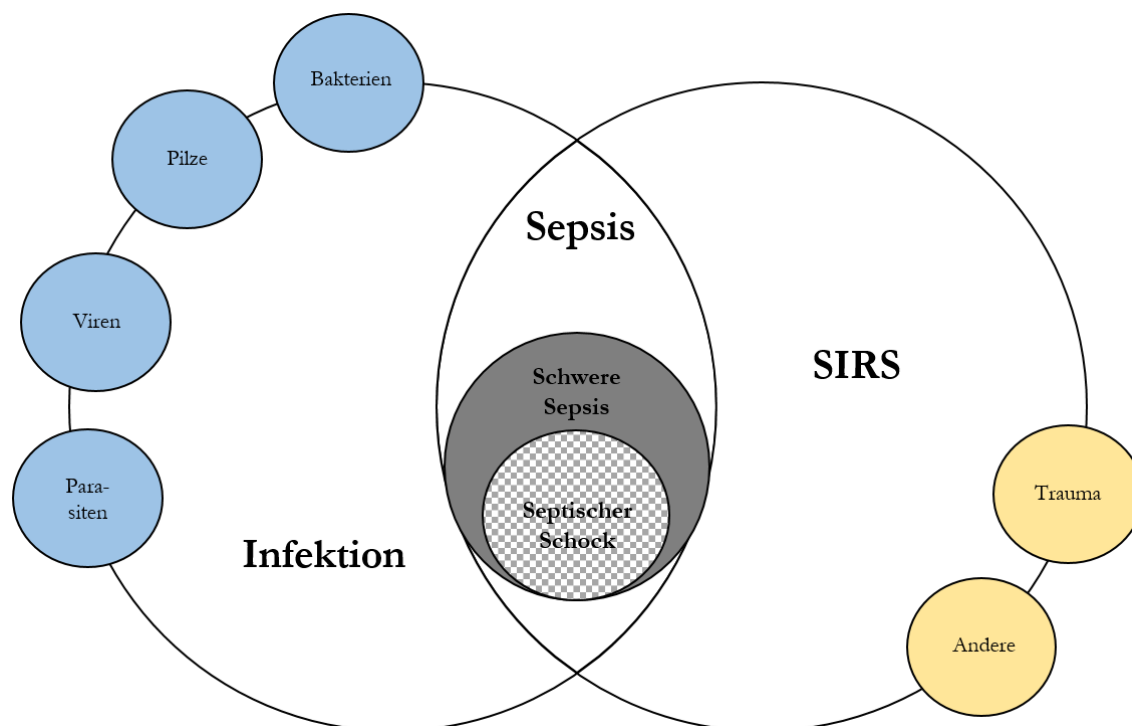 Bakterien
Pilze
Sepsis
Viren
SIRS
Schwere
Sepsis
Para-
siten
Trauma
Septischer
Schock
Infektion
Andere